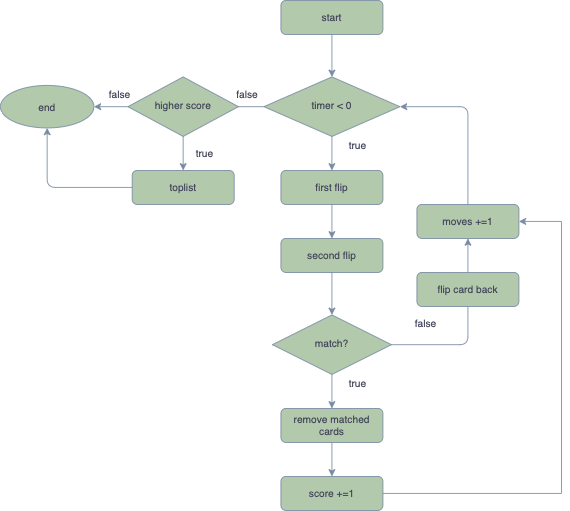 start
end
false
higher score
false
timer < 0
true
true
toplist
first flip
moves +=1
second flip
flip card back
false
match?
true
remove matched
cards
score +=1